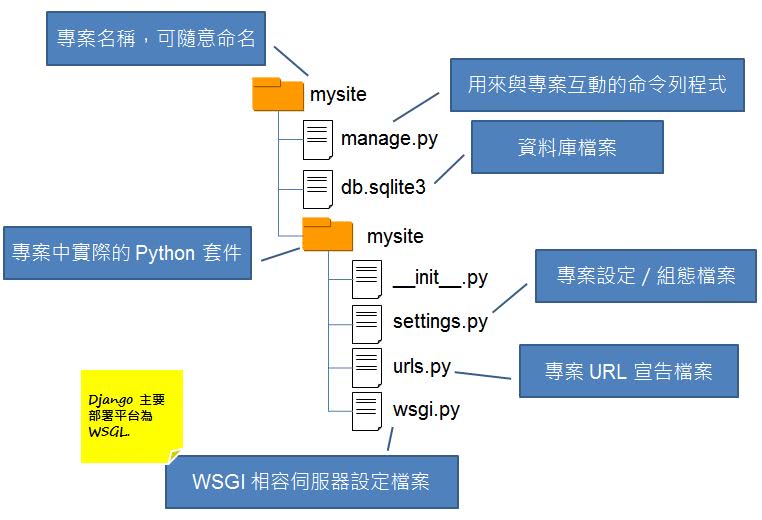 專案名稱，可隨意命名
mysite
用來與專案互動的命令列程式
manage.py
資料庫檔案
db.sqlite3
專案中實際的 Python 套件
mysite
__init__.py
專案設定 / 組態檔案
settings.py
urls.py
專案 URL 宣告檔案
Django 主要
部署平台為
WSGL.
wsgi.py
WSGI 相容伺服器設定檔案